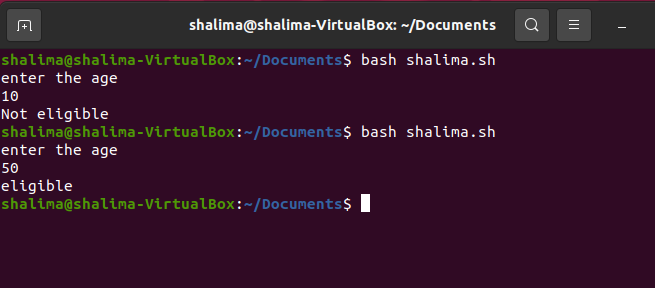 shalima@shalima-VirtualBox: ~/Documents
shalima@shalima-VirtualBox:~/Documents$ bash shalima.sh
enter the age
10
Not eligible
shalima@shalima-VirtualBox:~/Documents$ bash shalima.sh
enter the age
50
eligible
shalima@shalima-VirtualBox:~/Documents$